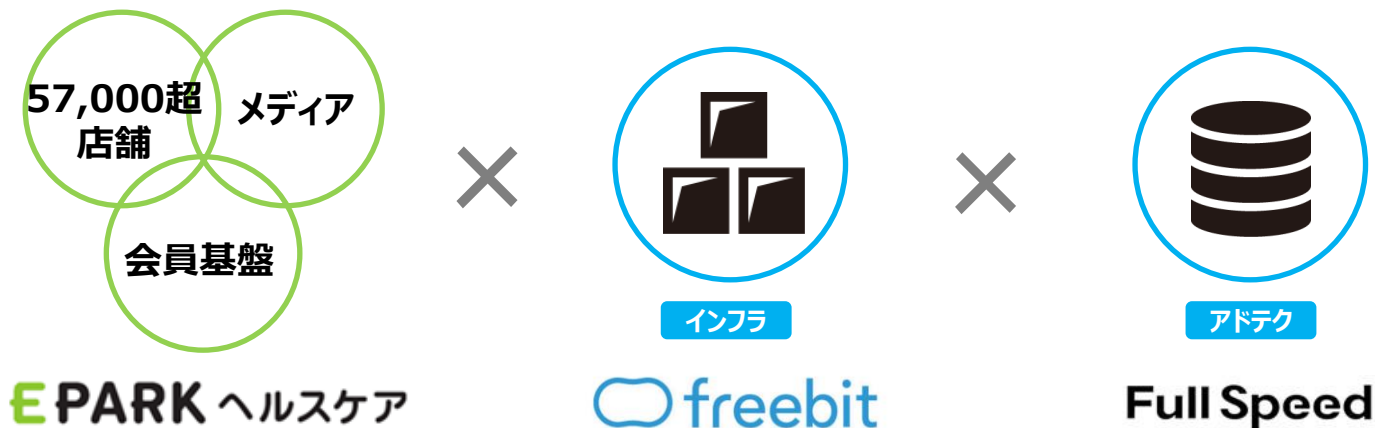 57,000超
店舗
メディア
会員基盤
×
×
インフラ
アドテク
EPARK ヘルスケア
freebit
Full Speed